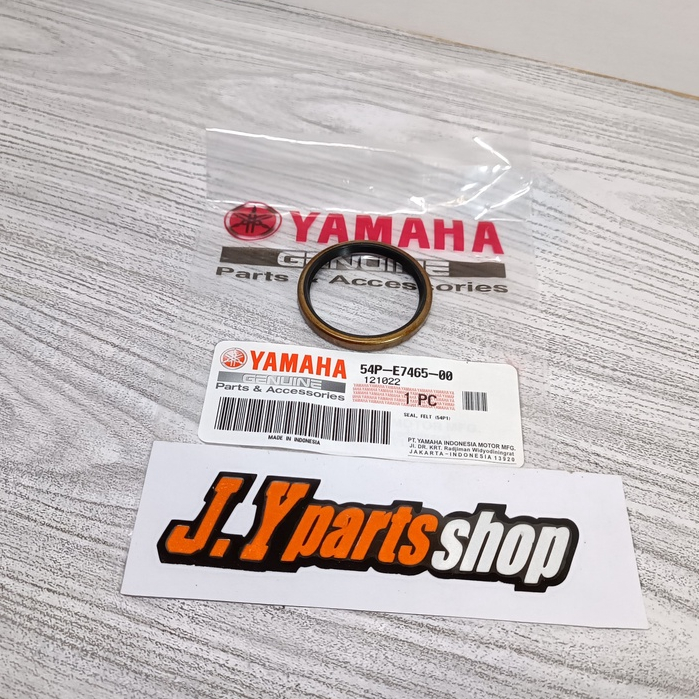 YAMAHA
GENUINE
Parts & Accessories
YAMAHA
GENUINE
Parts & Accessories
54P-E7465-00
121022
1 PC
SEAL, FELT (54P1)
MADE IN INDONESIA
PT. YAMAHA INDONESIA MOTOR MFG.
Jl. DR. KRT. Radjiman Widyodiningrat
JAKARTA-INDONESIA 13920
J.Y partsshop